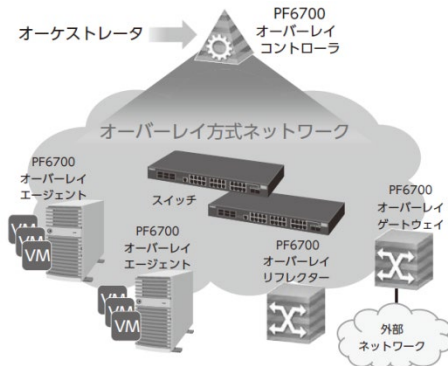 オーケストレータ
PF6700
オーバーレイ
コントローラ
オーバーレイ方式ネットワーク
PF6700
オーバーレイ
エージェント
スイッチ
PF6700
オーバーレイ
ゲートウェイ
VM
VM
VM
PF6700
オーバーレイ
エージェント
PF6700
オーバーレイ
リフレクター
VM
VM
VM
外部
ネットワーク